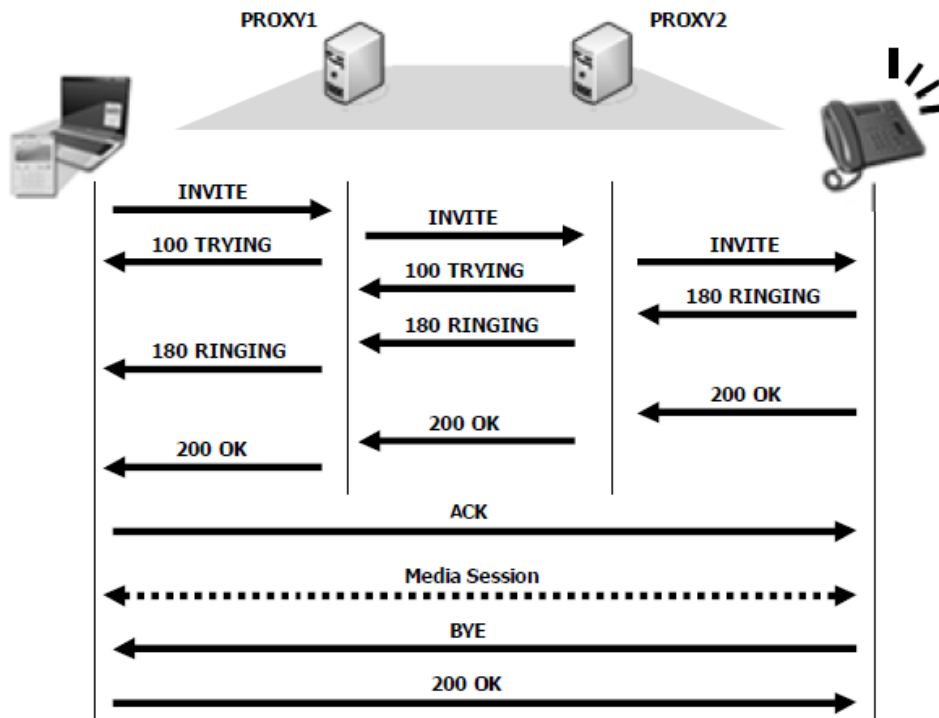 PROXY1
PROXY2
INVITE
INVITE
100 TRYING
INVITE
100 TRYING
180 RINGING
180 RINGING
180 RINGING
200 OK
200 OK
200 OK
ACK
Media Session
BYE
200 OK